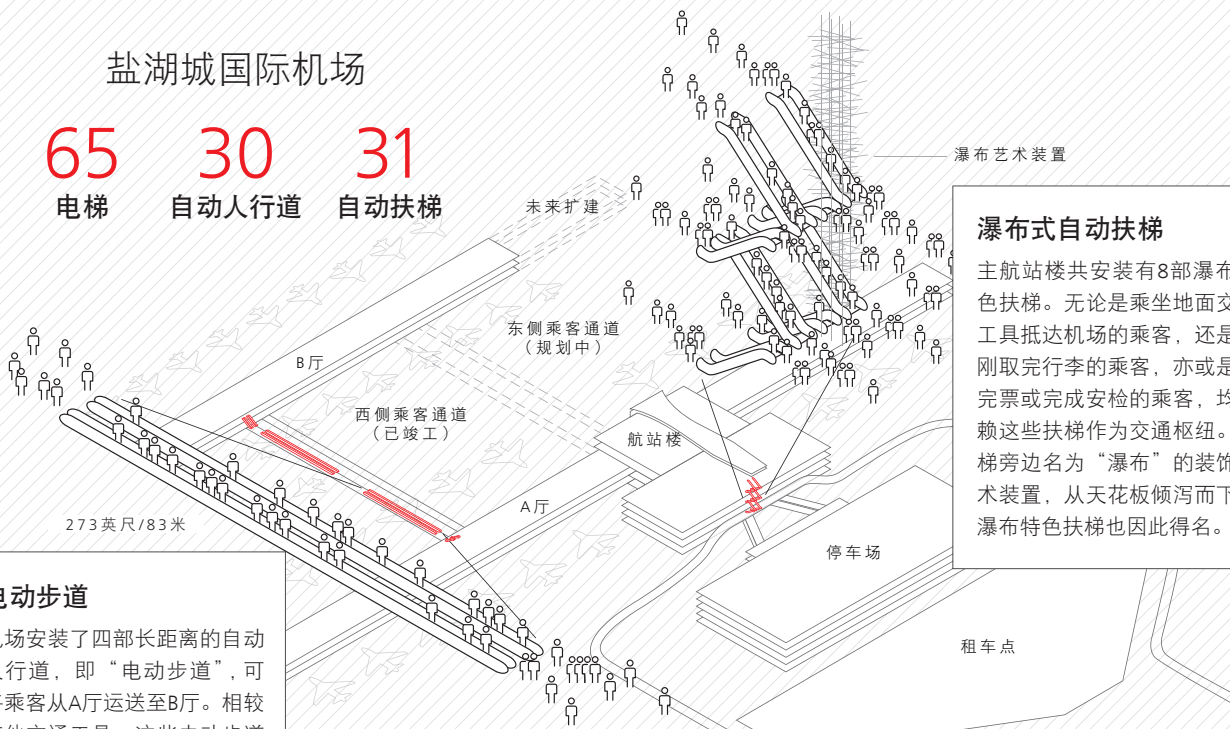 盐湖城国际机场
65 30 31
电梯 自动人行道 自动扶梯
瀑布艺术装置
未来扩建
东侧乘客通道
（规划中）
B厅
西侧乘客通道
（已竣工）
航站楼
A厅
273英尺/83米
停车场
租车点
瀑布式自动扶梯
主航站楼共安装有8部瀑布
色扶梯。无论是乘坐地面交
工具抵达机场的乘客，还是
刚取完行李的乘客，亦或是
完票或完成安检的乘客，均
赖这些扶梯作为交通枢纽。
梯旁边名为“瀑布”的装饰
术装置，从天花板倾泻而下
瀑布特色扶梯也因此得名。
电动步道
场安装了四部长距离的自动
行道，即“电动步道”，可
乘客从A厅运送至B厅。相较